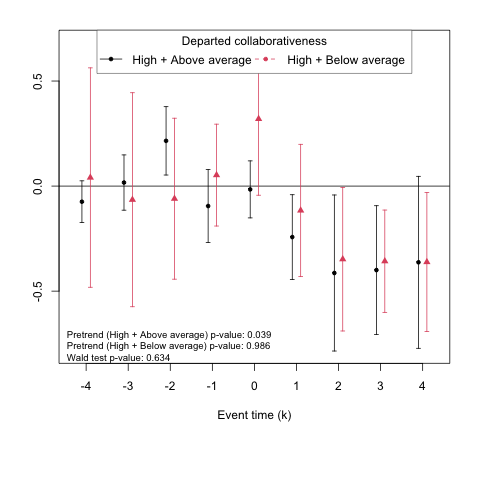 Departed collaborativeness
High + Above average High + Below average
0.5
0.0
-0.5
Pretrend (High + Above average) p-value: 0.039
Pretrend (High + Below average) p-value: 0.986
Wald test p-value: 0.634
-4 -3 -2 -1 0 1 2 3 4
Event time (k)